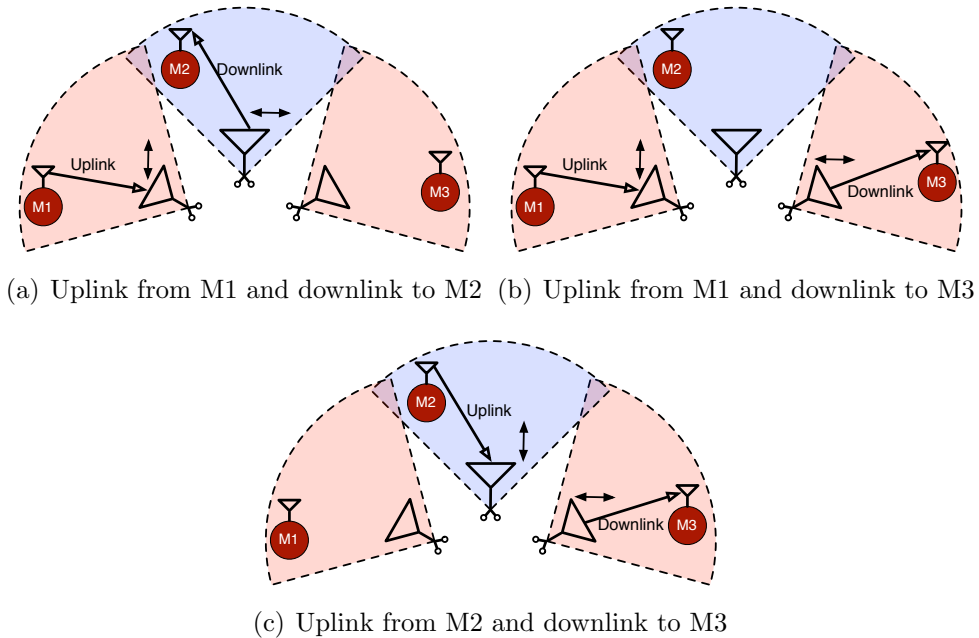 M2
Downlink
Uplink
M1
M3
(a) Uplink from M1 and downlink to M2
M2
Uplink
M1
Downlink
M3
(b) Uplink from M1 and downlink to M3
M2
Uplink
M1
Downlink
M3
(c) Uplink from M2 and downlink to M3